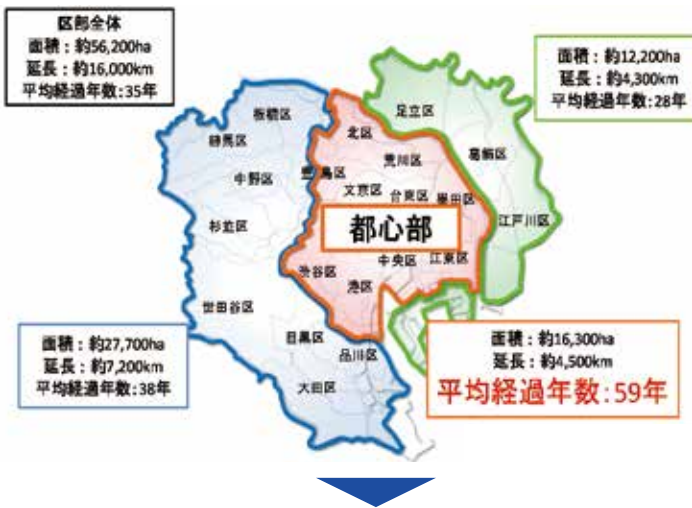 区部全体
面積：約56,200ha
延長：約16,000km
平均経過年数：35年
面積：約12,200ha
延長：約4,300km
平均経過年数：28年
足立区
板橋区
北区
練馬区
荒川区
葛飾区
豊島区
中野区
文京区
台東区
墨田区
杉並区
都心部
江戸川区
渋谷区
中央区
江東区
港区
世田谷区
目黒区
品川区
大田区
面積：約27,700ha
延長：約7,200km
平均経過年数：38年
面積：約16,300ha
延長：約4,500km
平均経過年数：59年